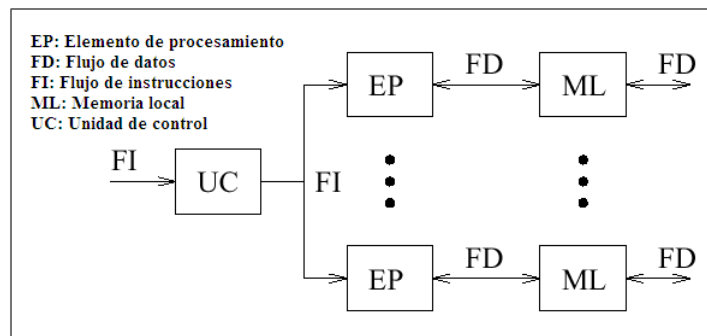 EP: Elemento de procesamiento
FD: Flujo de datos
FI: Flujo de instrucciones
ML: Memoria local
UC: Unidad de control
FI
UC
FI
EP
FD
ML
FD
EP
FD
ML
FD